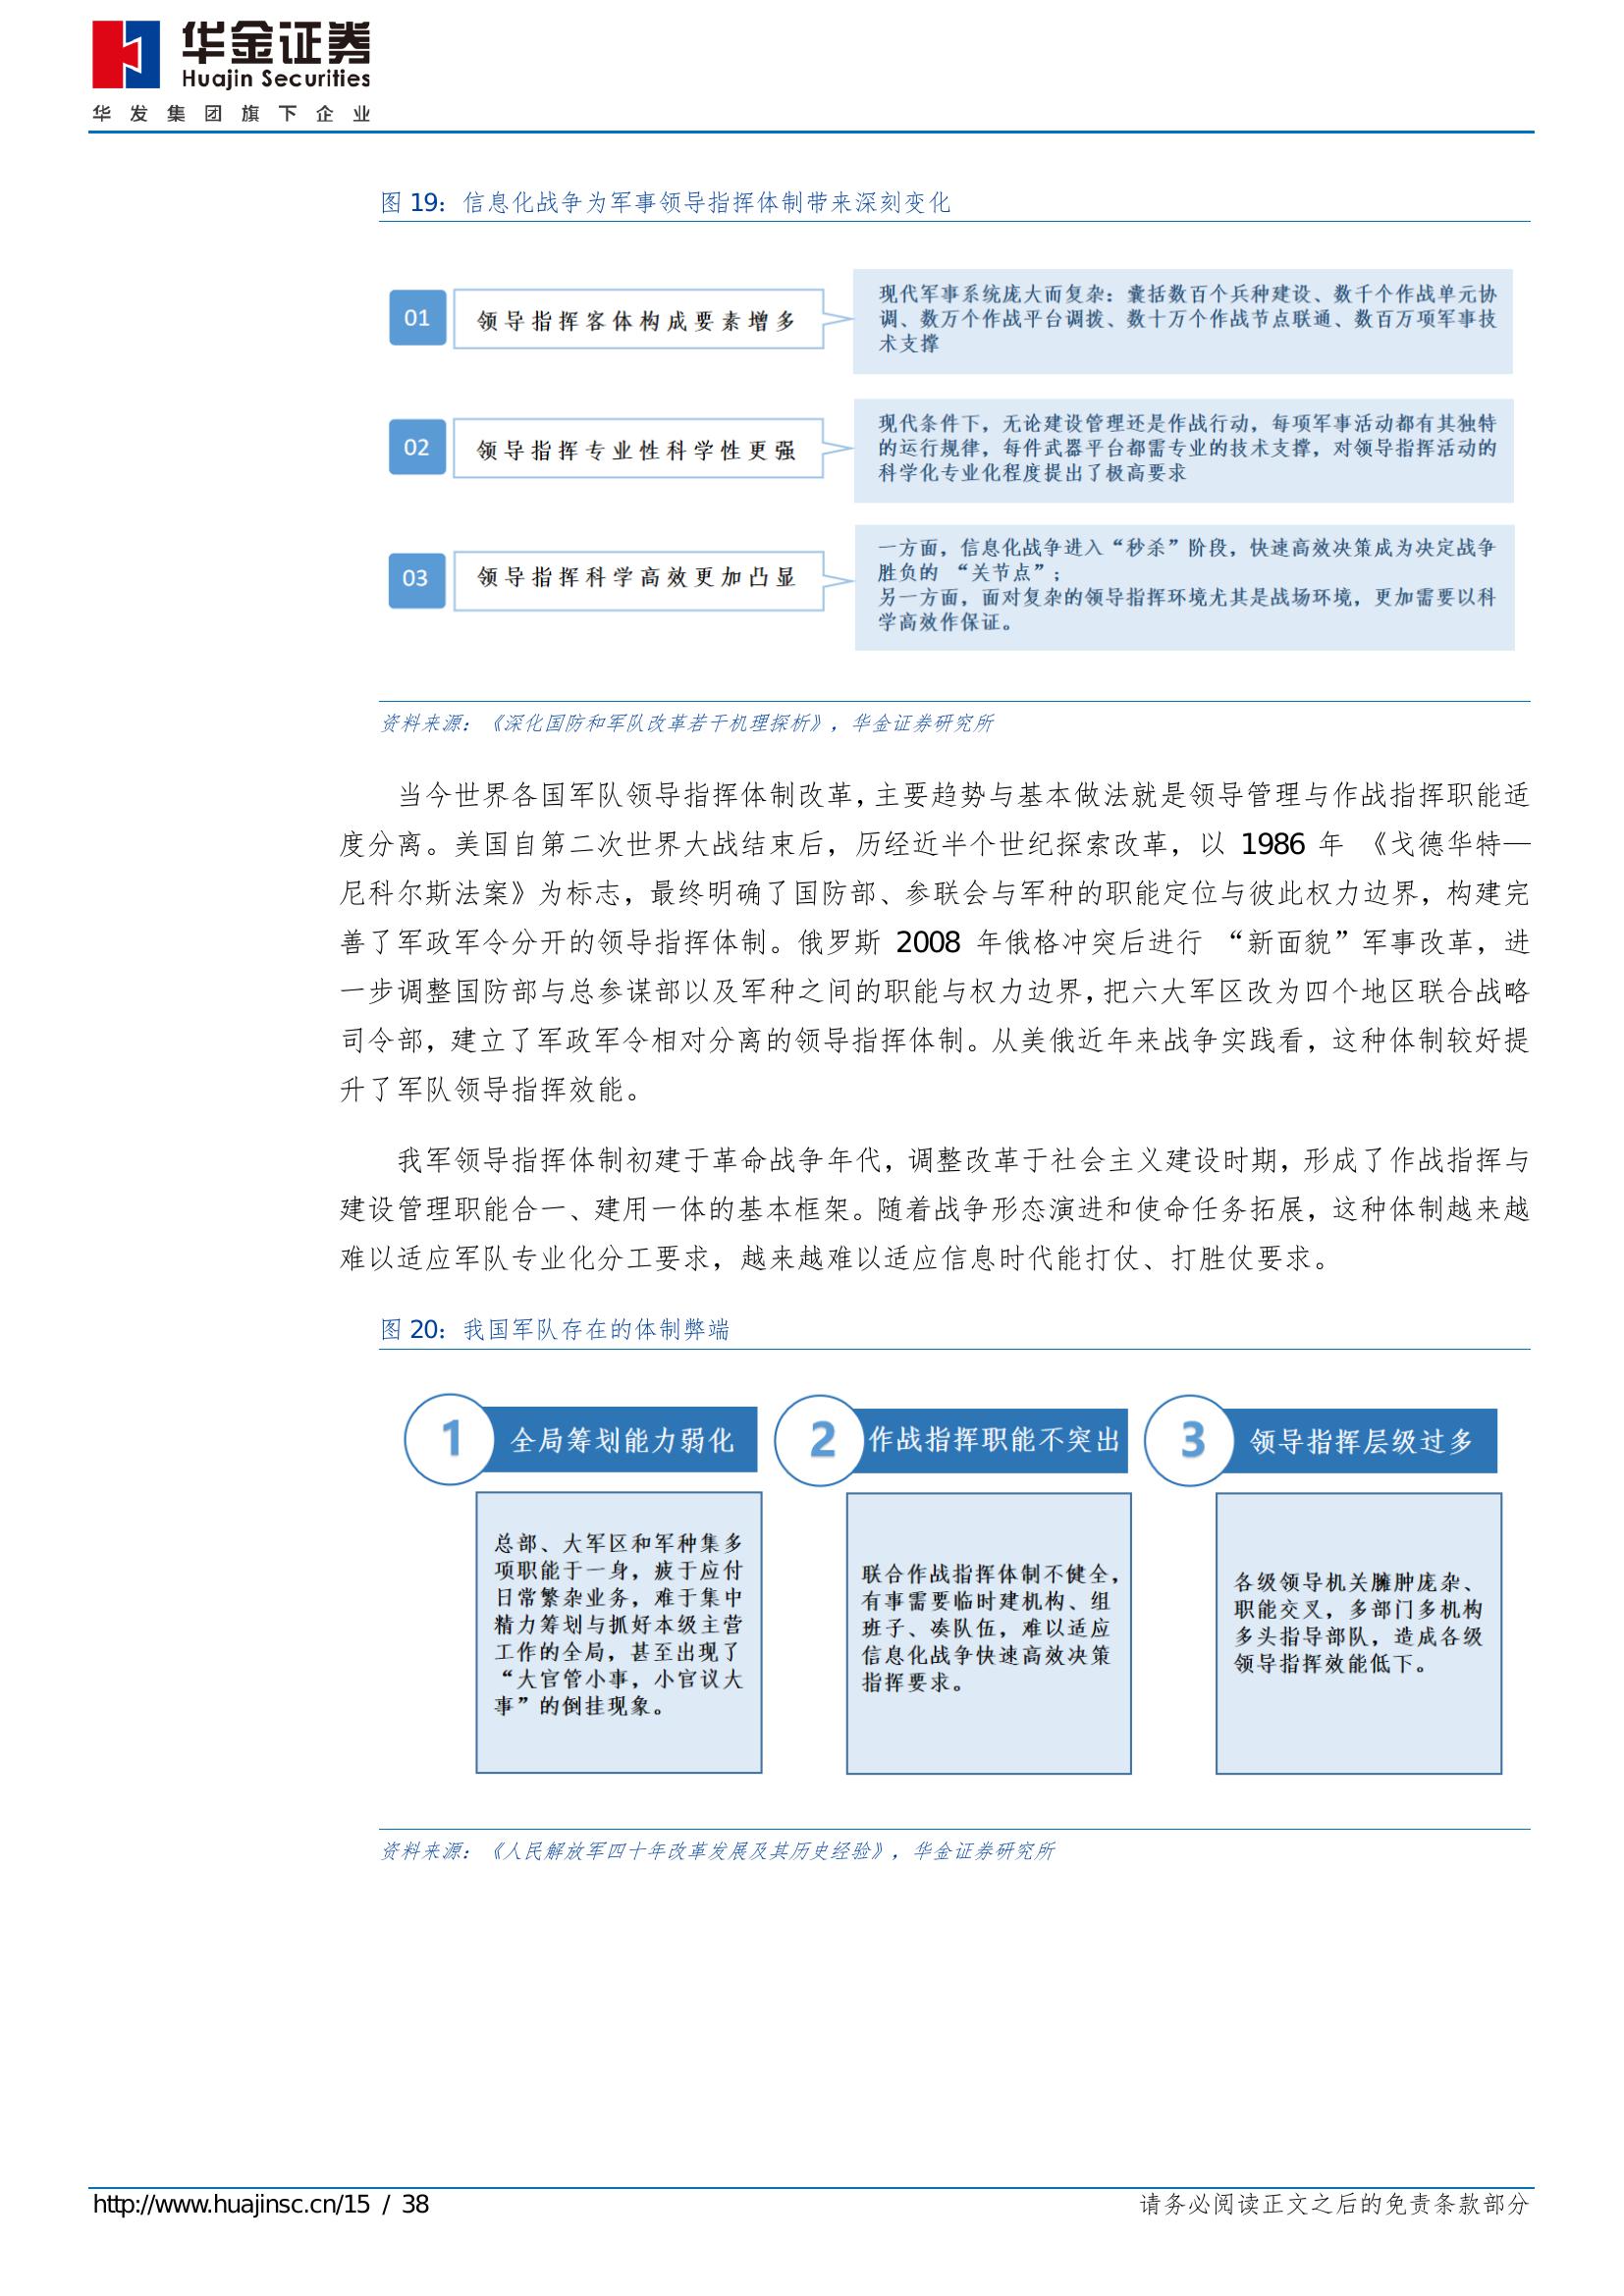 华金证券
Huajin Securities
华发集团旗下企业
图 19：信息化战争为军事领导指挥体制带来深刻变化
01
领导指挥客体构成要素增多
现代军事系统庞大而复杂：囊括数百个兵种建设、数千个作战单元协
调、数万个作战平台调拨、数十万个作战节点联通、数百万项军事技
术支撑
02
领导指挥专业性科学性更强
现代条件下，无论建设管理还是作战行动，每项军事活动都有其独特
的运行规律，每件武器平台都需专业的技术支撑，对领导指挥活动的
科学化专业化程度提出了极高要求
03
领导指挥科学高效更加凸显
一方面，信息化战争进入“秒杀”阶段，快速高效决策成为决定战争
胜负的 “关节点”；
另一方面，面对复杂的领导指挥环境尤其是战场环境，更加需要以科
学高效作保证。
资料来源：《深化国防和军队改革若干机理探析》，华金证券研究所
当今世界各国军队领导指挥体制改革，主要趋势与基本做法就是领导管理与作战指挥职能适
度分离。美国自第二次世界大战结束后，历经近半个世纪探索改革，以 1986 年 《戈德华特—
尼科尔斯法案》为标志，最终明确了国防部、参联会与军种的职能定位与彼此权力边界，构建完
善了军政军令分开的领导指挥体制。俄罗斯 2008 年俄格冲突后进行 “新面貌”军事改革，进
一步调整国防部与总参谋部以及军种之间的职能与权力边界，把六大军区改为四个地区联合战略
司令部，建立了军政军令相对分离的领导指挥体制。从美俄近年来战争实践看，这种体制较好提
升了军队领导指挥效能。
我军领导指挥体制初建于革命战争年代，调整改革于社会主义建设时期，形成了作战指挥与
建设管理职能合一、建用一体的基本框架。随着战争形态演进和使命任务拓展，这种体制越来越
难以适应军队专业化分工要求，越来越难以适应信息时代能打仗、打胜仗要求。
图 20：我国军队存在的体制弊端
1
全局筹划能力弱化
总部、大军区和军种集多
项职能于一身，疲于应付
日常繁杂业务，难于集中
精力筹划与抓好本级主营
工作的全局，甚至出现了
“大官管小事，小官议大
事”的倒挂现象。
2
作战指挥职能不突出
联合作战指挥体制不健全，
有事需要临时建机构、组
班子、凑队伍，难以适应
信息化战争快速高效决策
指挥要求。
3
领导指挥层级过多
各级领导机关臃肿庞杂、
职能交叉，多部门多机构
多头指导部队，造成各级
领导指挥效能低下。
资料来源：《人民解放军四十年改革发展及其历史经验》，华金证券研究所
http://www.huajinsc.cn/15 / 38
请务必阅读正文之后的免责条款部分